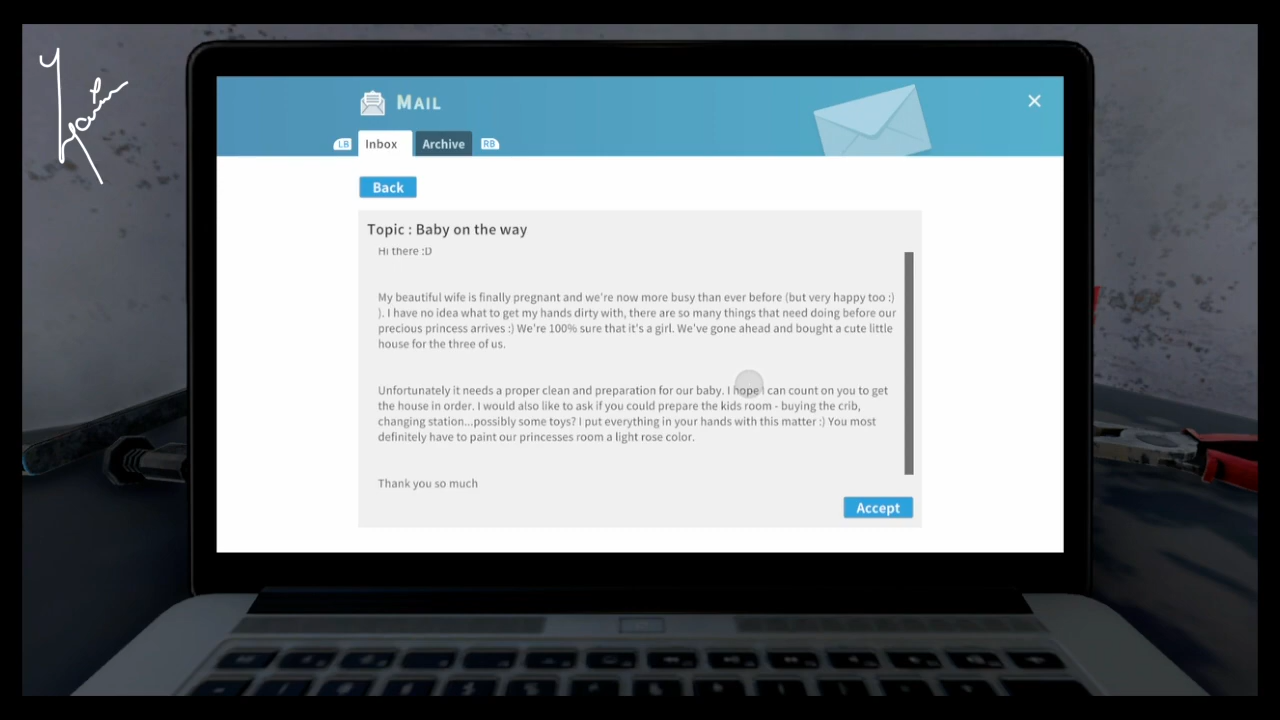 MAIL
LB Inbox Archive RB
Back
Topic : Baby on the way
Hi there :D
My beautiful wife is finally pregnant and we're now more busy than ever before (but very happy too :)
). I have no idea what to get my hands dirty with, there are so many things that need doing before our
precious princess arrives :) We're 100% sure that it's a girl. We've gone ahead and bought a cute little
house for the three of us.
Unfortunately it needs a proper clean and preparation for our baby. I hope I can count on you to get
the house in order. I would also like to ask if you could prepare the kids room - buying the crib,
changing station...possibly some toys? I put everything in your hands with this matter :) You most
definitely have to paint our princesses room a light rose color.
Thank you so much
Accept